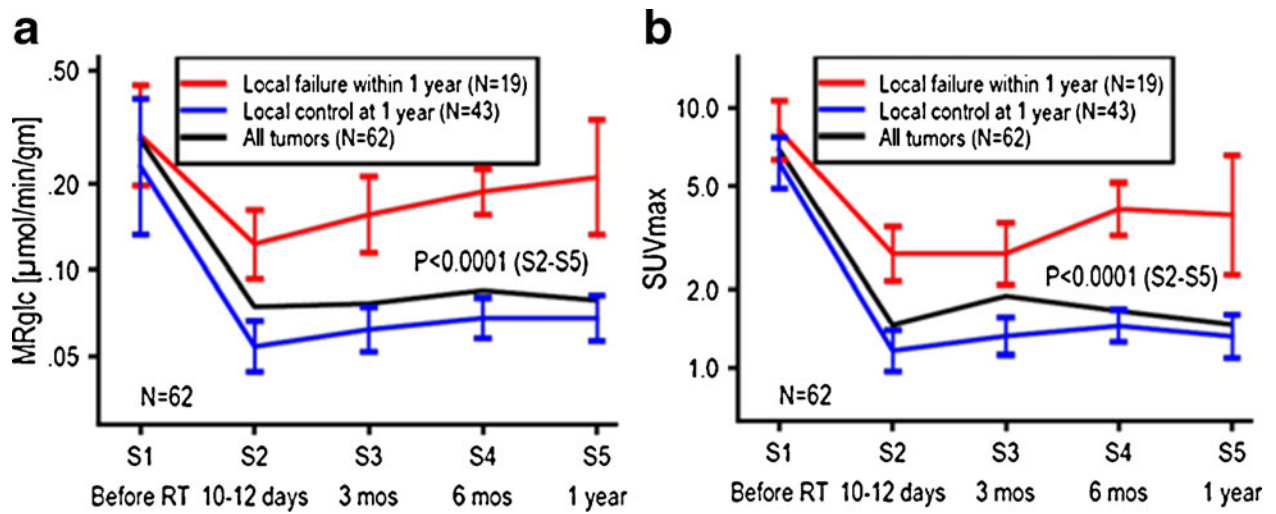 a
MRglc [µmol/min/gm]
.50
.20
.10
.05
Local failure within 1 year (N=19)
Local control at 1 year (N=43)
All tumors (N=62)
P<0.0001 (S2-S5)
N=62
S1 S2 S3 S4 S5
Before RT 10-12 days 3 mos 6 mos 1 year
b
SUVmax
10.0
5.0
2.0
1.0
Local failure within 1 year (N=19)
Local control at 1 year (N=43)
All tumors (N=62)
P<0.0001 (S2-S5)
N=62
S1 S2 S3 S4 S5
Before RT 10-12 days 3 mos 6 mos 1 year